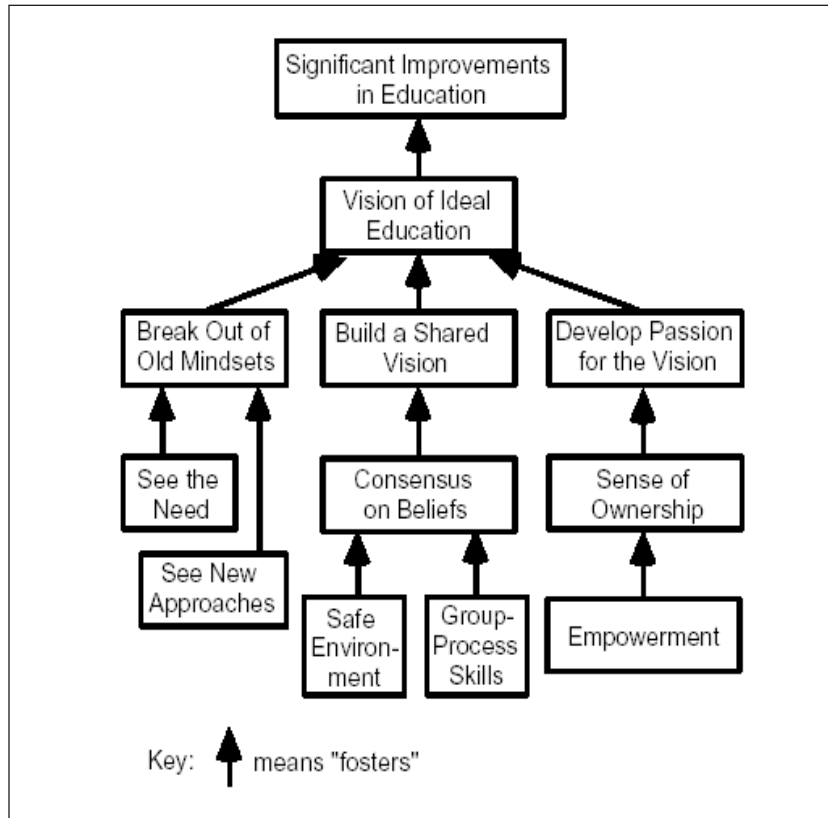 Significant Improvements
in Education
Vision of Ideal
Education
Break Out of
Old Mindsets
Build a Shared
Vision
Develop Passion
for the Vision
See the
Need
Consensus
on Beliefs
Sense of
Ownership
See New
Approaches
Safe
Environ-
ment
Group-
Process
Skills
Empowerment
Key: means "fosters"